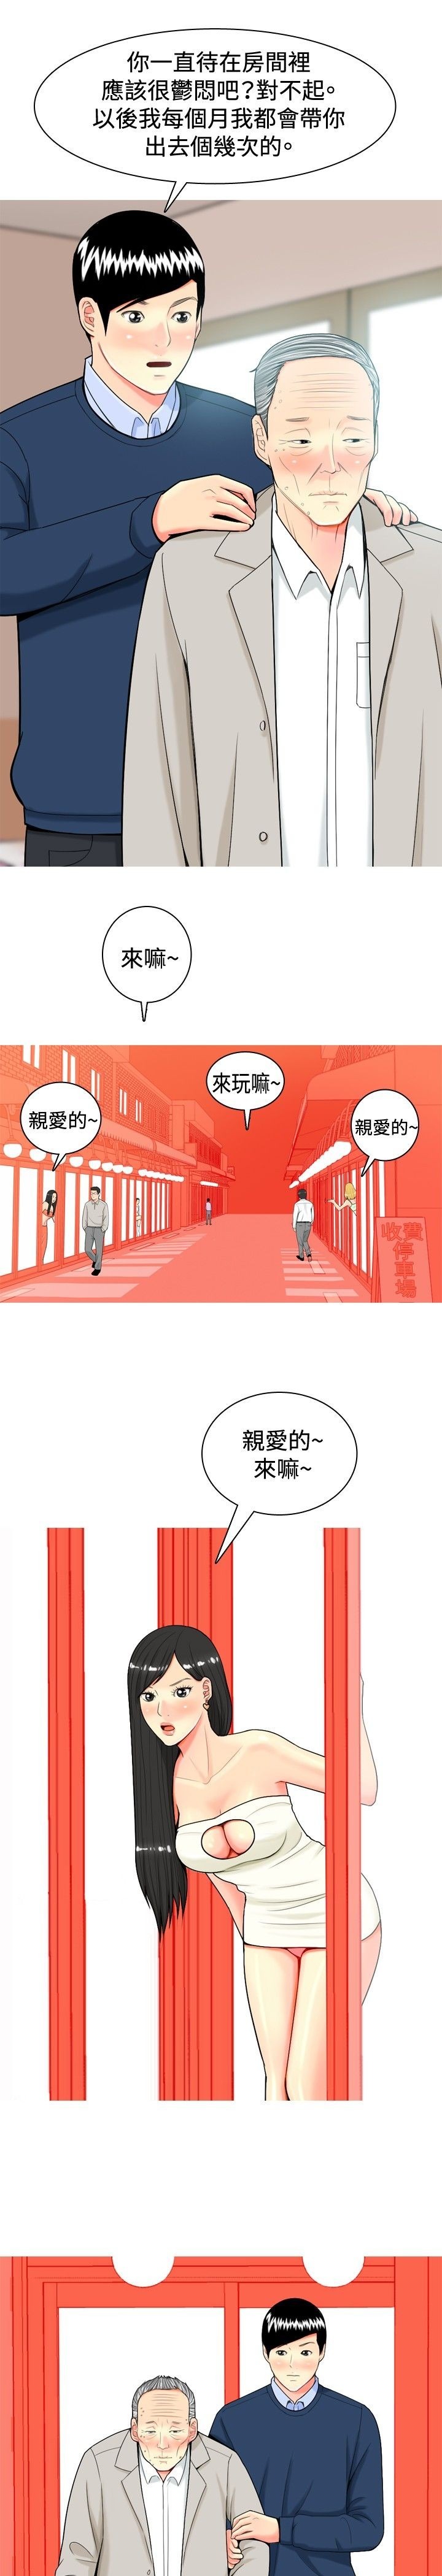 你一直待在房間裡
應該很鬱悶吧？對不起。
以後我每個月我都會帶你
出去個幾次的。
來嘛~
來玩嘛~
親愛的~
親愛的~
收費
停車場
親愛的~
來嘛~